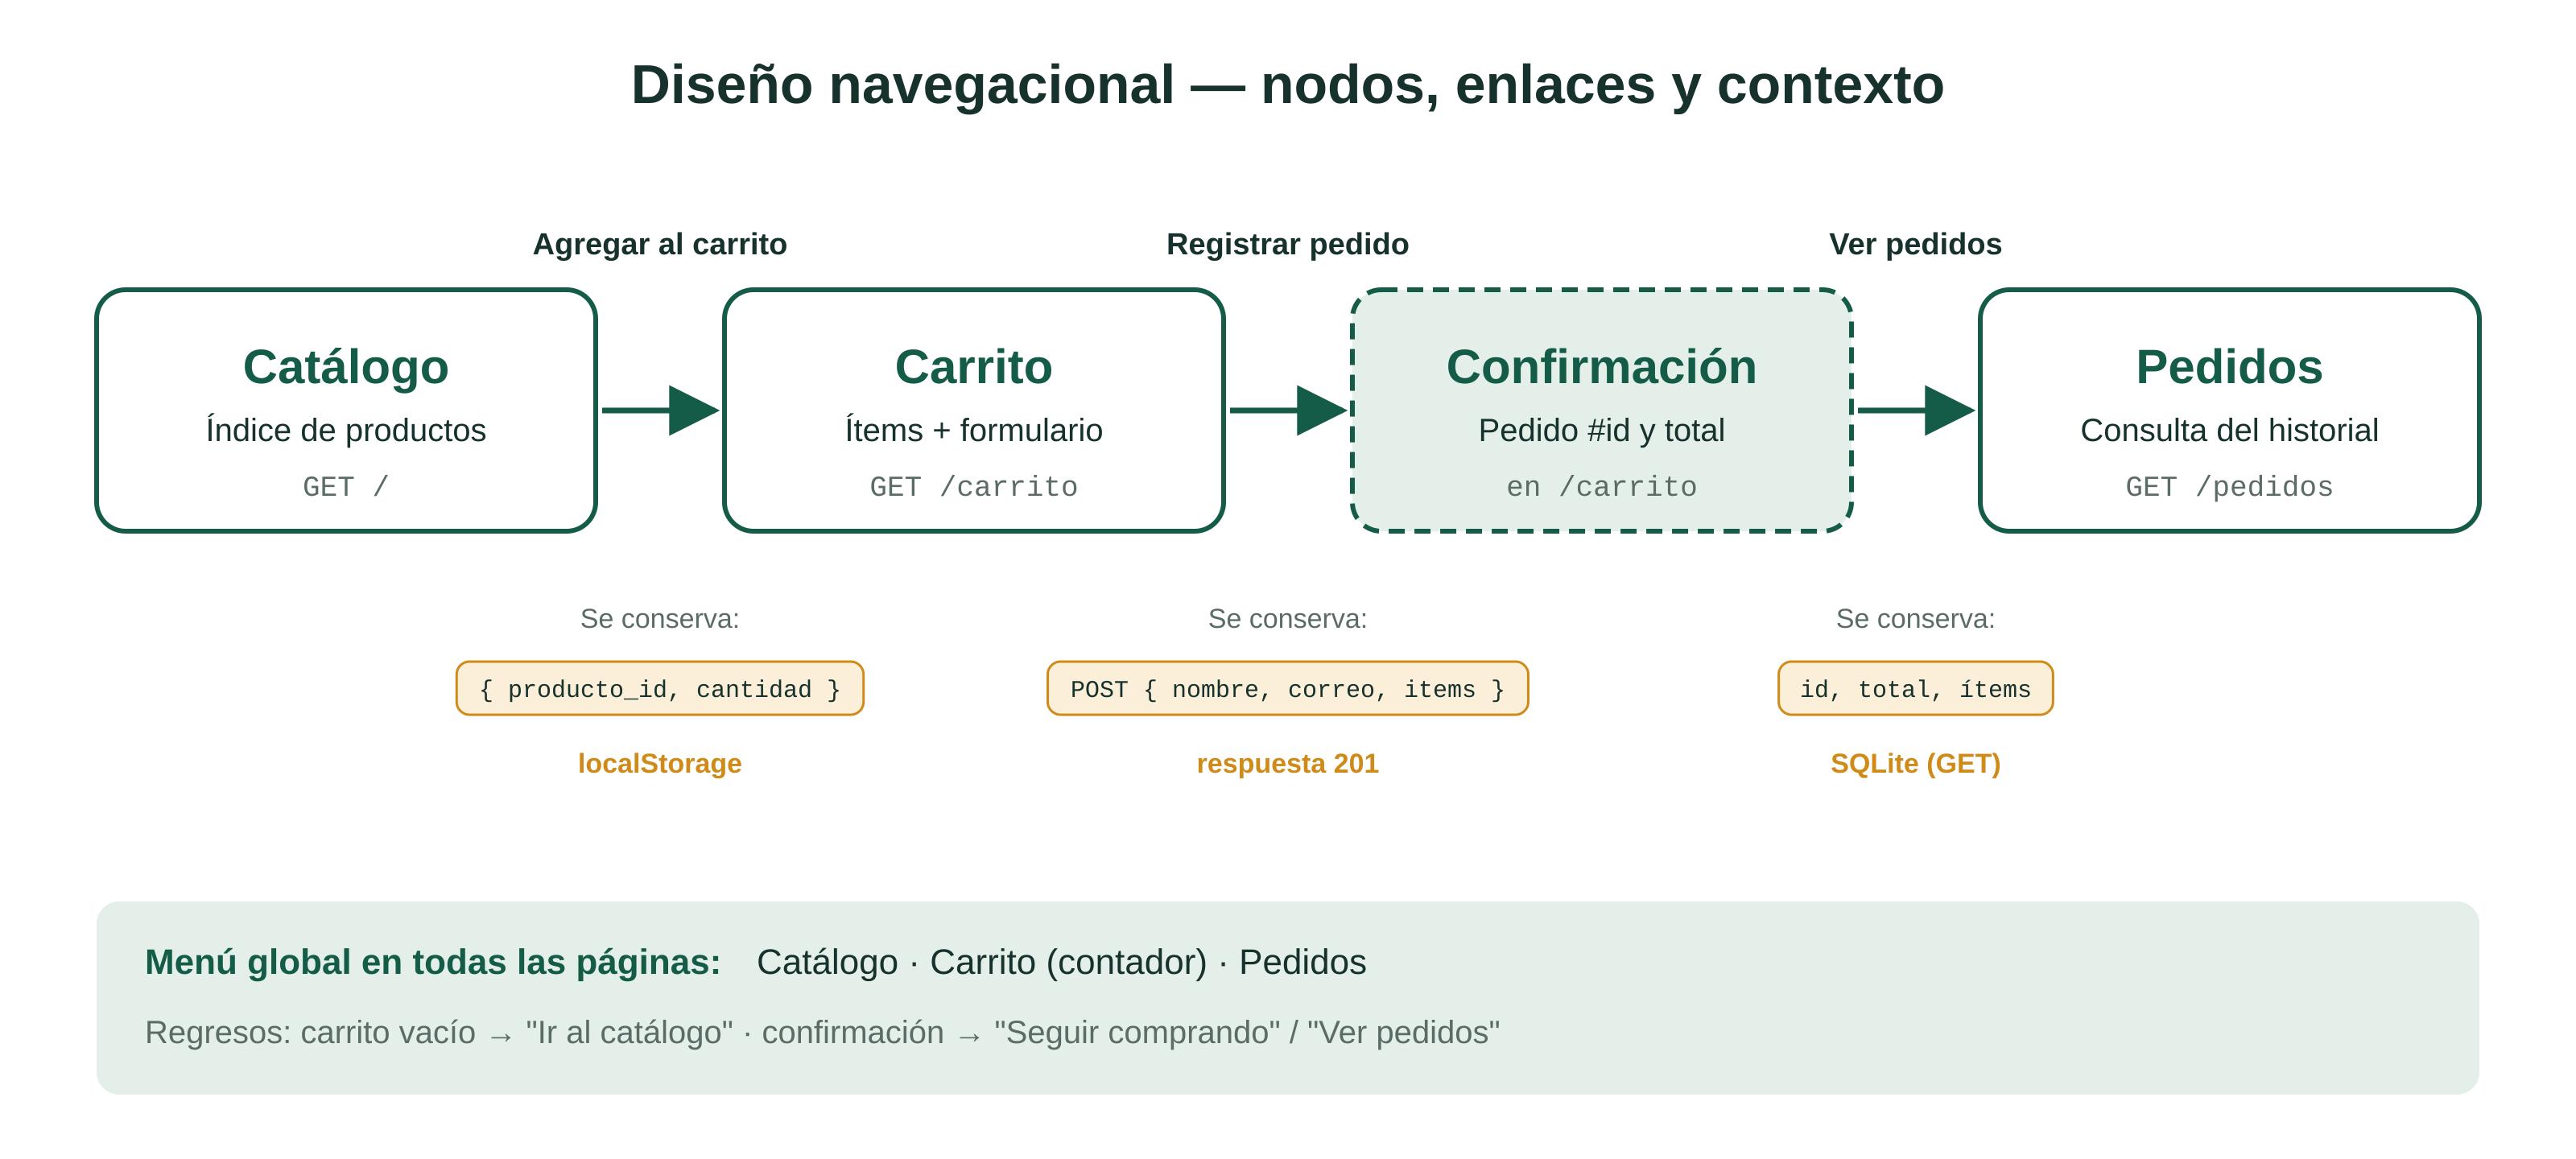 Diseño navegacional — nodos, enlaces y contexto
Agregar al carrito
Registrar pedido
Ver pedidos
Catálogo
Índice de productos
GET /
Carrito
Ítems + formulario
GET /carrito
Confirmación
Pedido #id y total
en /carrito
Pedidos
Consulta del historial
GET /pedidos
Se conserva:
{ producto_id, cantidad }
localStorage
Se conserva:
POST { nombre, correo, items }
respuesta 201
Se conserva:
id, total, ítems
SQLite (GET)
Menú global en todas las páginas: Catálogo · Carrito (contador) · Pedidos
Regresos: carrito vacío → "Ir al catálogo" · confirmación → "Seguir comprando" / "Ver pedidos"